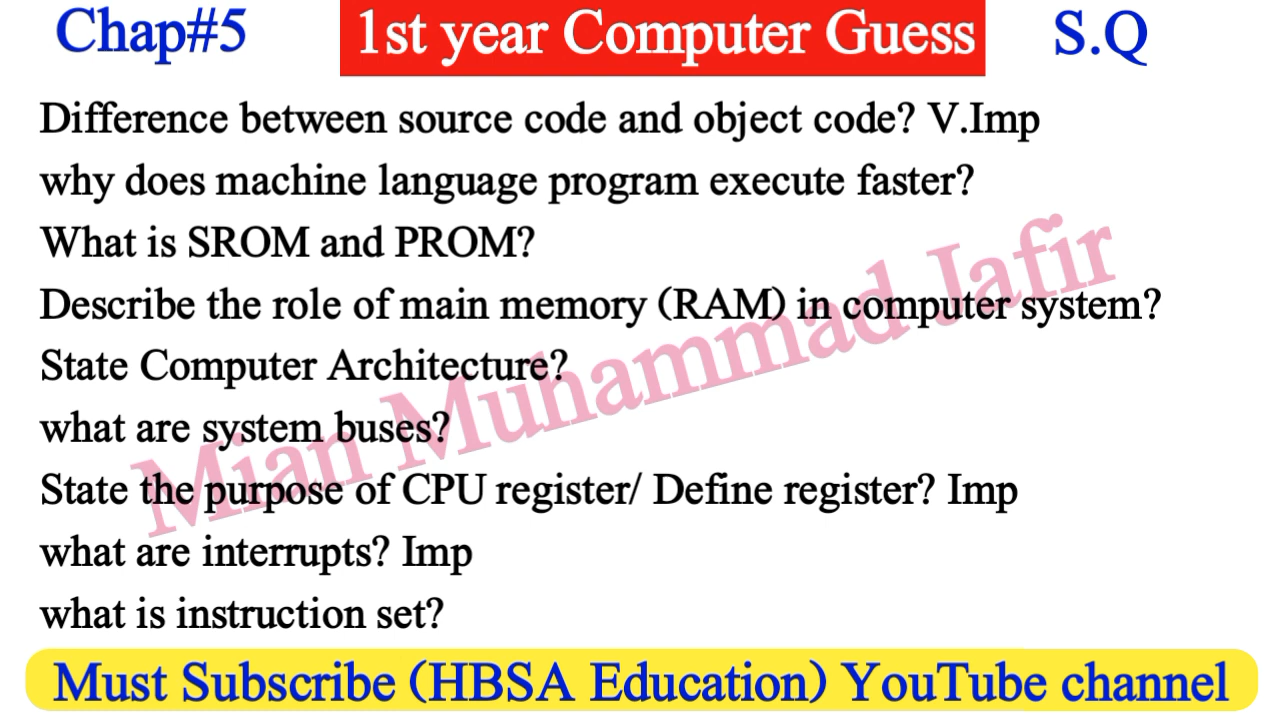 Chap#5 1st year Computer Guess S.Q
Difference between source code and object code? V.Imp
why does machine language program execute faster?
What is SROM and PROM?
Describe the role of main memory (RAM) in computer system?
State Computer Architecture?
what are system buses?
State the purpose of CPU register/ Define register? Imp
what are interrupts? Imp
what is instruction set?
Mian Muhammad Jafir
Must Subscribe (HBSA Education) YouTube channel